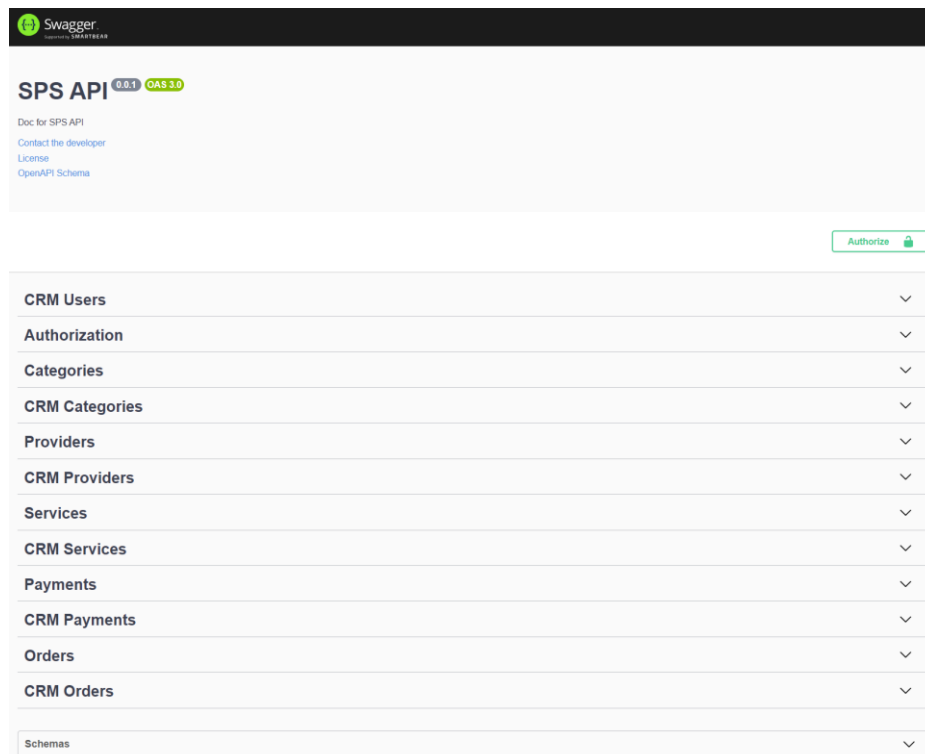 Swagger.
Supported by SMARTBEAR
SPS API 0.0.1 OAS 3.0
Doc for SPS API
Contact the developer
License
OpenAPI Schema
Authorize
CRM Users
Authorization
Categories
CRM Categories
Providers
CRM Providers
Services
CRM Services
Payments
CRM Payments
Orders
CRM Orders
Schemas